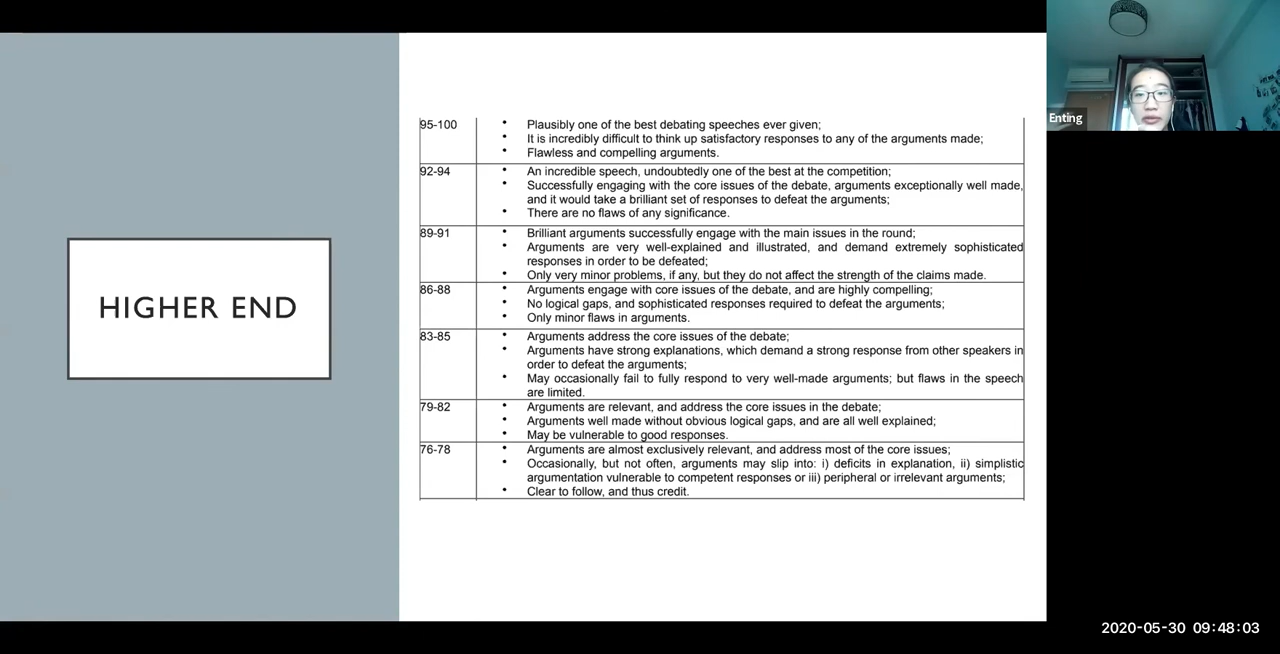 HIGHER END
95-100
• Plausibly one of the best debating speeches ever given;
• It is incredibly difficult to think up satisfactory responses to any of the arguments made;
• Flawless and compelling arguments.
92-94
• An incredible speech, undoubtedly one of the best at the competition;
• Successfully engaging with the core issues of the debate, arguments exceptionally well made,
and it would take a brilliant set of responses to defeat the arguments;
• There are no flaws of any significance.
89-91
• Brilliant arguments successfully engage with the main issues in the round;
• Arguments are very well-explained and illustrated, and demand extremely sophisticated
responses in order to be defeated;
• Only very minor problems, if any, but they do not affect the strength of the claims made.
86-88
• Arguments engage with core issues of the debate, and are highly compelling;
• No logical gaps, and sophisticated responses required to defeat the arguments;
• Only minor flaws in arguments.
83-85
• Arguments address the core issues of the debate;
• Arguments have strong explanations, which demand a strong response from other speakers in
order to defeat the arguments;
• May occasionally fail to fully respond to very well-made arguments; but flaws in the speech
are limited.
79-82
• Arguments are relevant, and address the core issues in the debate;
• Arguments well made without obvious logical gaps, and are all well explained;
• May be vulnerable to good responses.
76-78
• Arguments are almost exclusively relevant, and address most of the core issues;
• Occasionally, but not often, arguments may slip into: i) deficits in explanation, ii) simplistic
argumentation vulnerable to competent responses or iii) peripheral or irrelevant arguments;
• Clear to follow, and thus credit.
Enting
2020-05-30 09:48:03